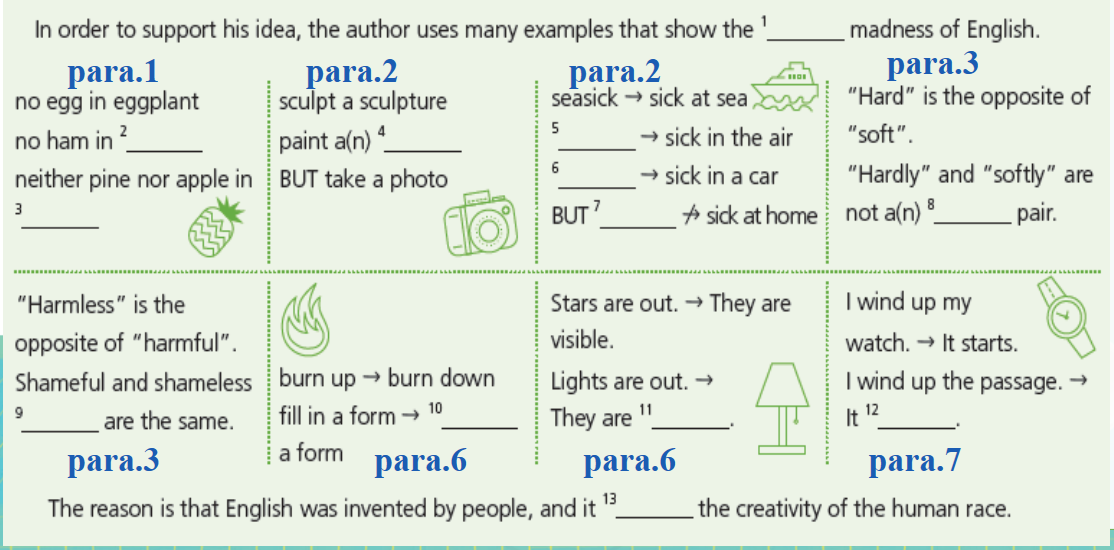 In order to support his idea, the author uses many examples that show the 1_______ madness of English.
para.1
no egg in eggplant
no ham in 2_______
neither pine nor apple in
3_______
para.2
sculpt a sculpture
paint a(n) 4_______
BUT take a photo
para.2
seasick → sick at sea
5_______ → sick in the air
6_______ → sick in a car
BUT 7_______ ↛ sick at home
para.3
“Hard” is the opposite of
“soft”.
“Hardly” and “softly” are
not a(n) 8_______ pair.
“Harmless” is the
opposite of “harmful”.
Shameful and shameless
9_______ are the same.
para.3
burn up → burn down
fill in a form → 10_______
a form
para.6
Stars are out. → They are
visible.
Lights are out. →
They are 11_______.
para.6
I wind up my
watch. → It starts.
I wind up the passage. →
It 12_______.
para.7
The reason is that English was invented by people, and it 13_______ the creativity of the human race.